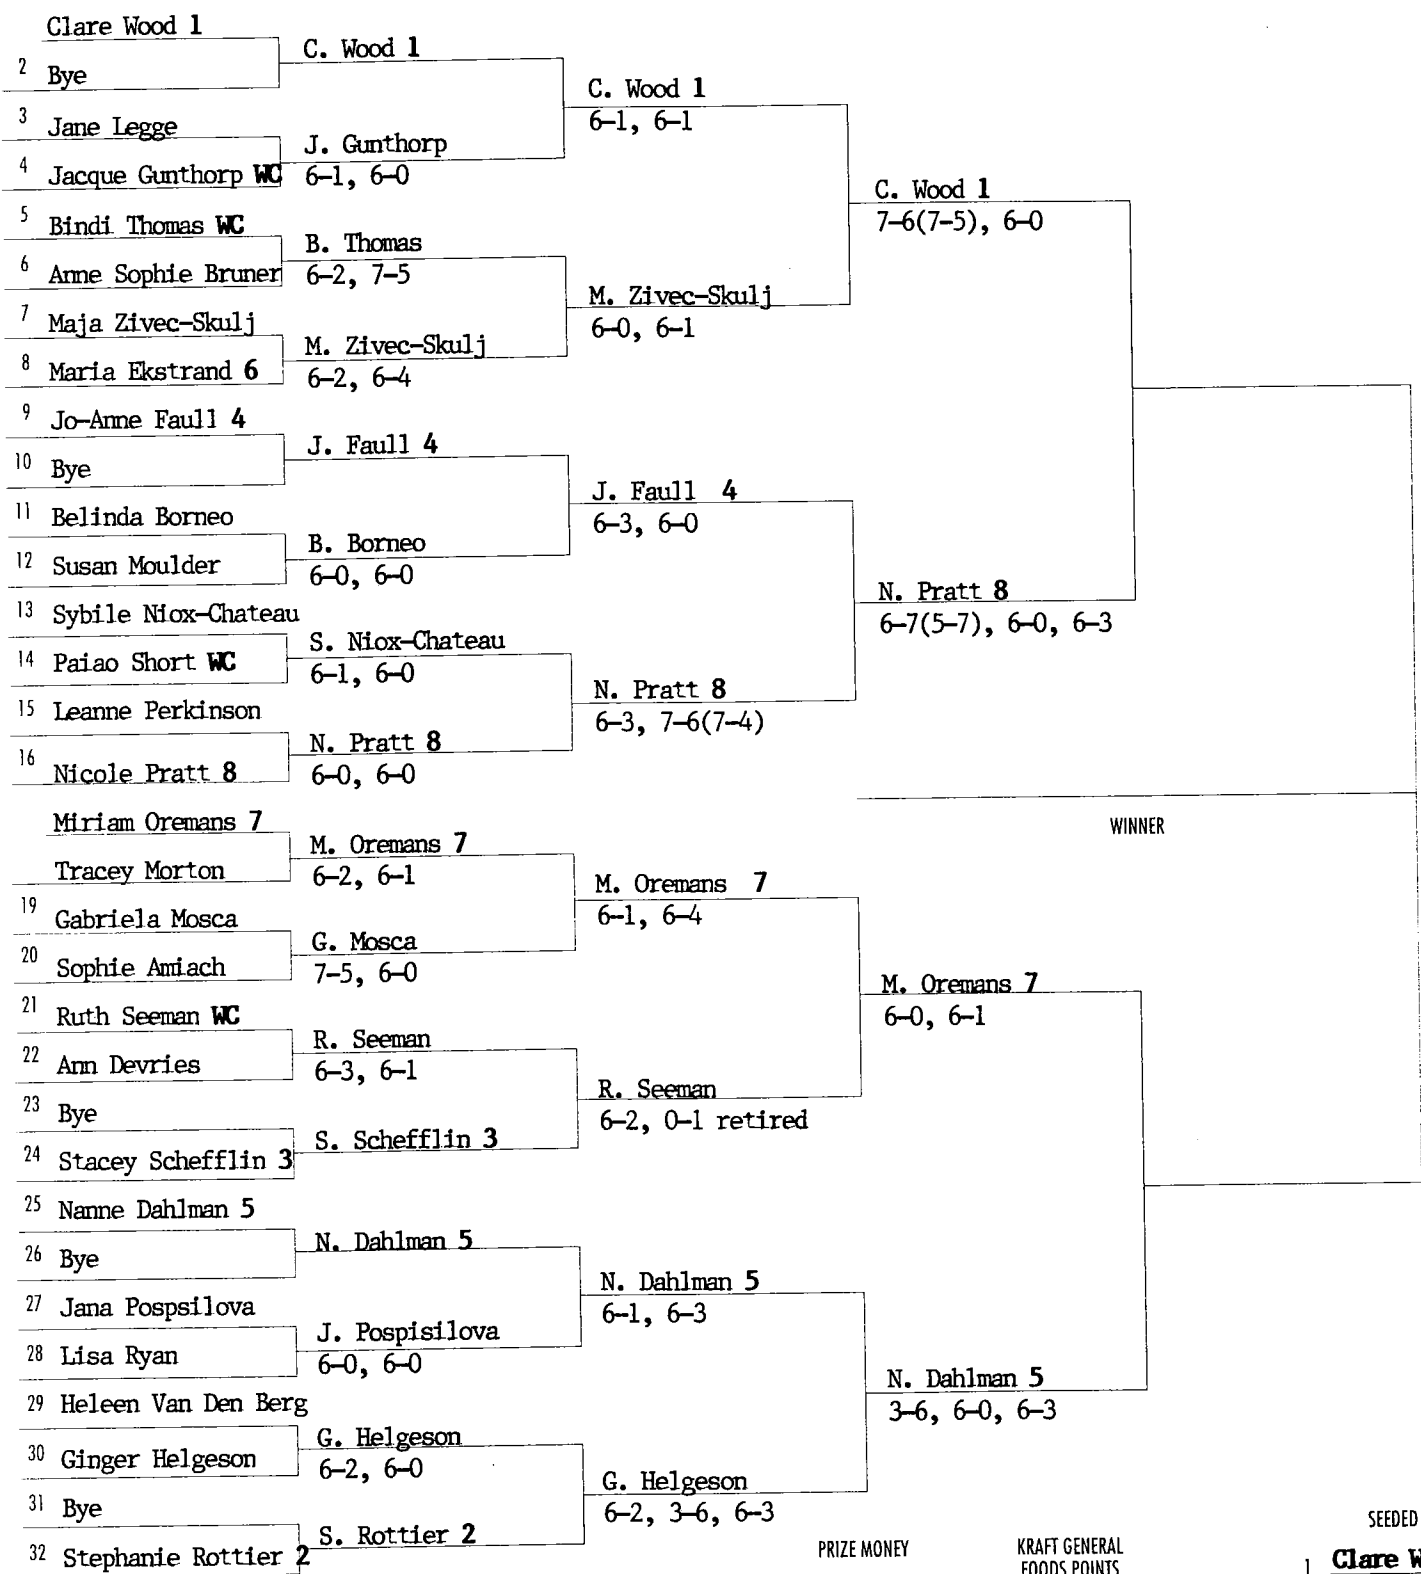 Clare Wood 1
2 Bye
3 Jane Legge
4 Jacque Gunthorp WC
5 Bindi Thomas WC
6 Anne Sophie Bruner
7 Maja Zivec-Skulj
8 Maria Ekstrand 6
9 Jo-Anne Faull 4
10 Bye
11 Belinda Borneo
12 Susan Moulder
13 Sybile Niox-Chateau
14 Paiao Short WC
15 Leanne Perkinson
16 Nicole Pratt 8
Miriam Oremans 7
Tracey Morton
19 Gabriela Mosca
20 Sophie Amiach
21 Ruth Seeman WC
22 Ann Devries
23 Bye
24 Stacey Schefflin 3
25 Nanne Dahlman 5
26 Bye
27 Jana Pospsilova
28 Lisa Ryan
29 Heleen Van Den Berg
30 Ginger Helgeson
31 Bye
32 Stephanie Rottier 2
C. Wood 1
J. Gunthorp
6-1, 6-0
B. Thomas
6-2, 7-5
M. Zivec-Skulj
6-2, 6-4
J. Faull 4
B. Borneo
6-0, 6-0
S. Niox-Chateau
6-1, 6-0
N. Pratt 8
6-0, 6-0
M. Oremans 7
6-2, 6-1
G. Mosca
7-5, 6-0
R. Seeman
6-3, 6-1
S. Schefflin 3
N. Dahlman 5
J. Pospisilova
6-0, 6-0
G. Helgeson
6-2, 6-0
S. Rottier 2
C. Wood 1
6-1, 6-1
M. Zivec-Skulj
6-0, 6-1
J. Faull 4
6-3, 6-0
N. Pratt 8
6-3, 7-6(7-4)
M. Oremans 7
6-1, 6-4
R. Seeman
6-2, 0-1 retired
N. Dahlman 5
6-1, 6-3
G. Helgeson
6-2, 3-6, 6-3
C. Wood 1
7-6(7-5), 6-0
N. Pratt 8
6-7(5-7), 6-0, 6-3
M. Oremans 7
6-0, 6-1
N. Dahlman 5
3-6, 6-0, 6-3
WINNER
PRIZE MONEY
KRAFT GENERAL
FOODS POINTS
SEEDED
1 Clare W